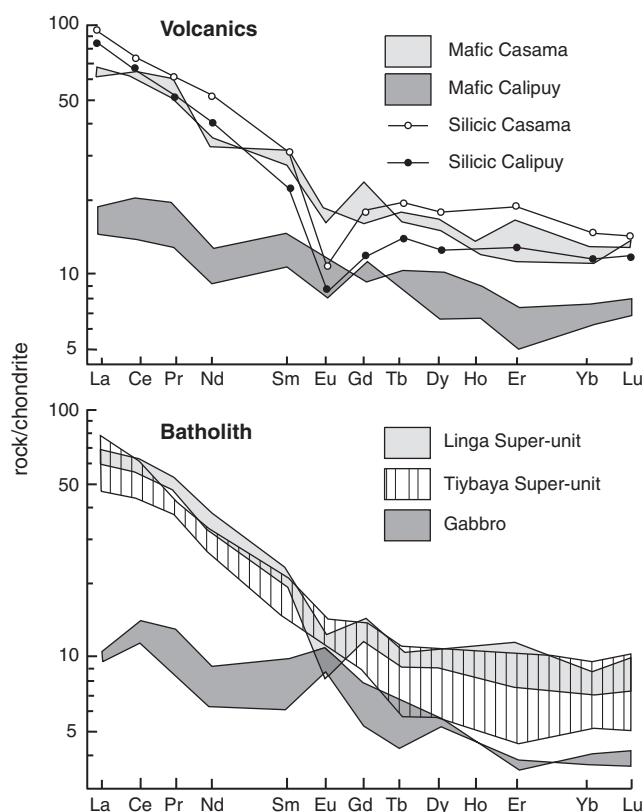 rock/chondrite
Volcanics
100
50
10
5
Mafic Casama
Mafic Calipuy
Silicic Casama
Silicic Calipuy
La Ce Pr Nd Sm Eu Gd Tb Dy Ho Er Yb Lu
Batholith
100
50
10
5
Linga Super-unit
Tiybaya Super-unit
Gabbro
La Ce Pr Nd Sm Eu Gd Tb Dy Ho Er Yb Lu